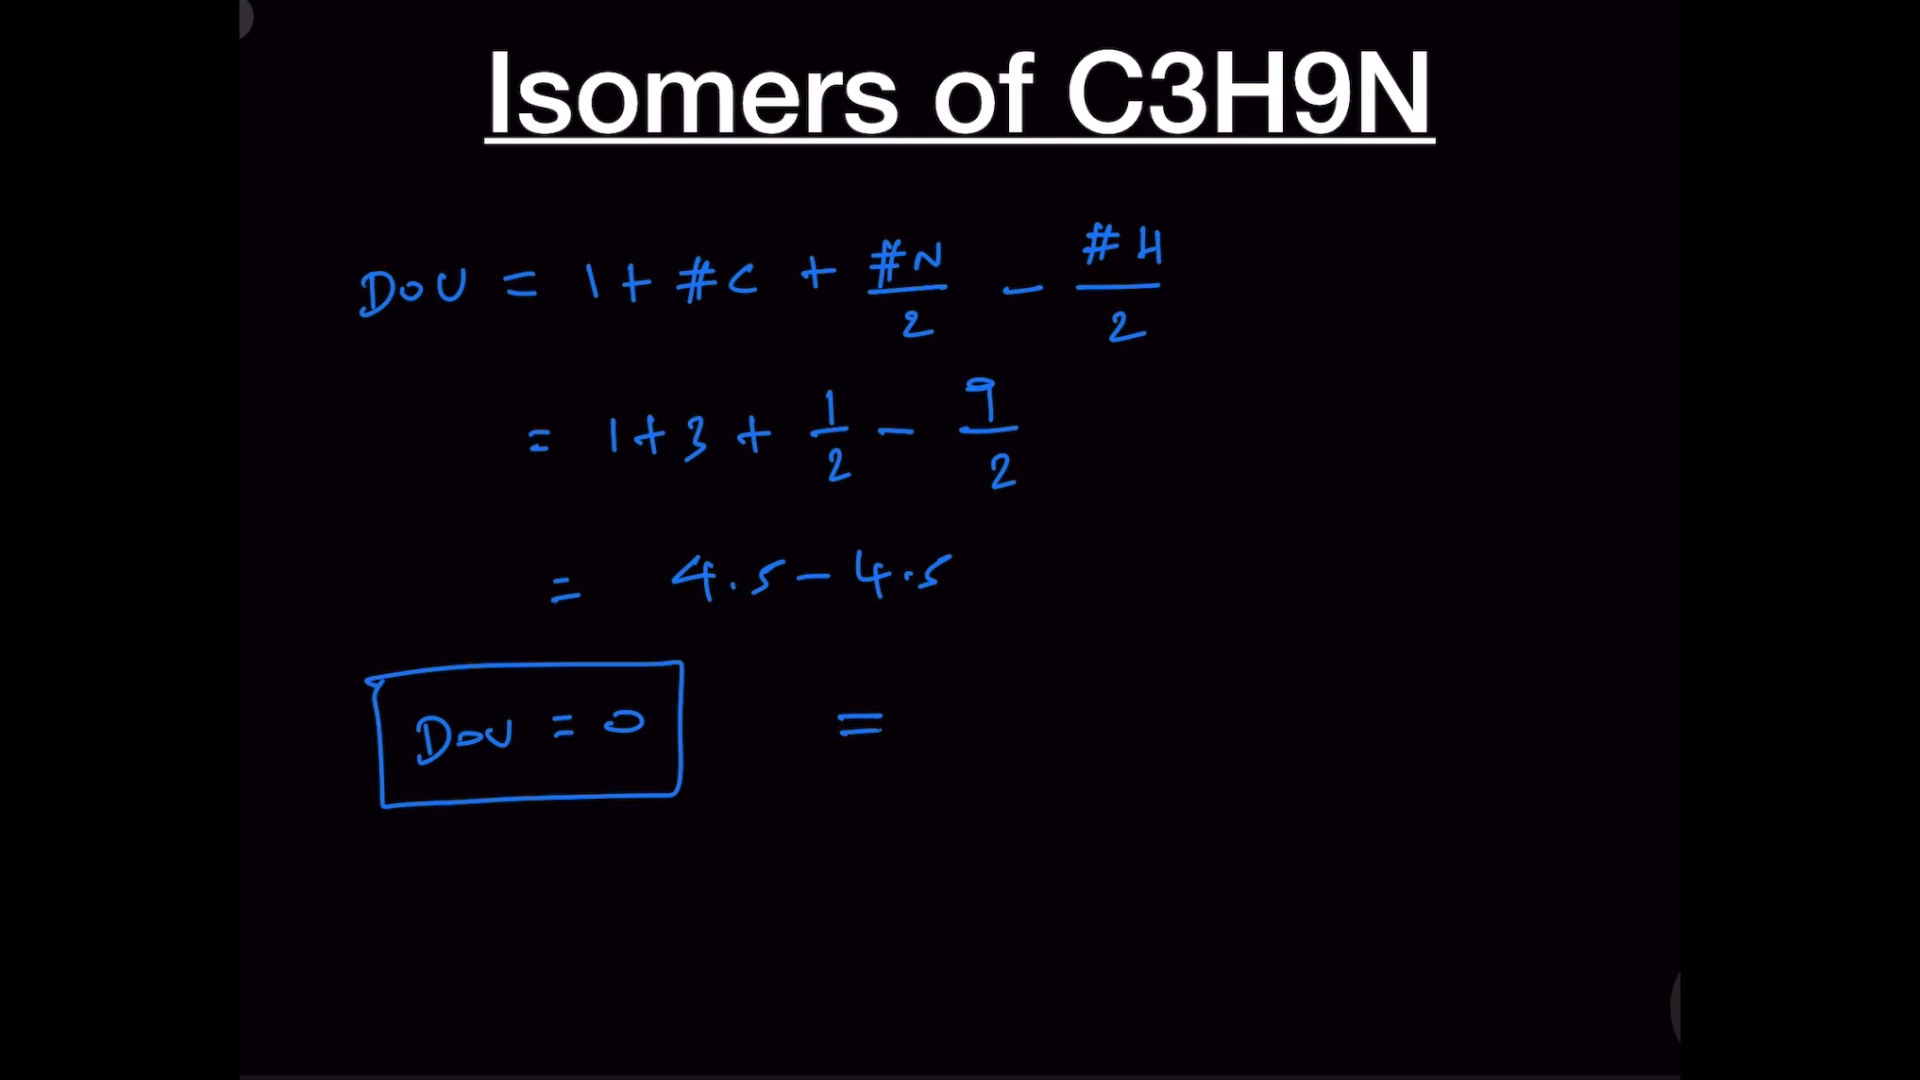 Isomers of C3H9N
DoU = 1 + #C + #N/2 - #H/2
= 1 + 3 + 1/2 - 9/2
= 4.5 - 4.5
DoU = 0 =